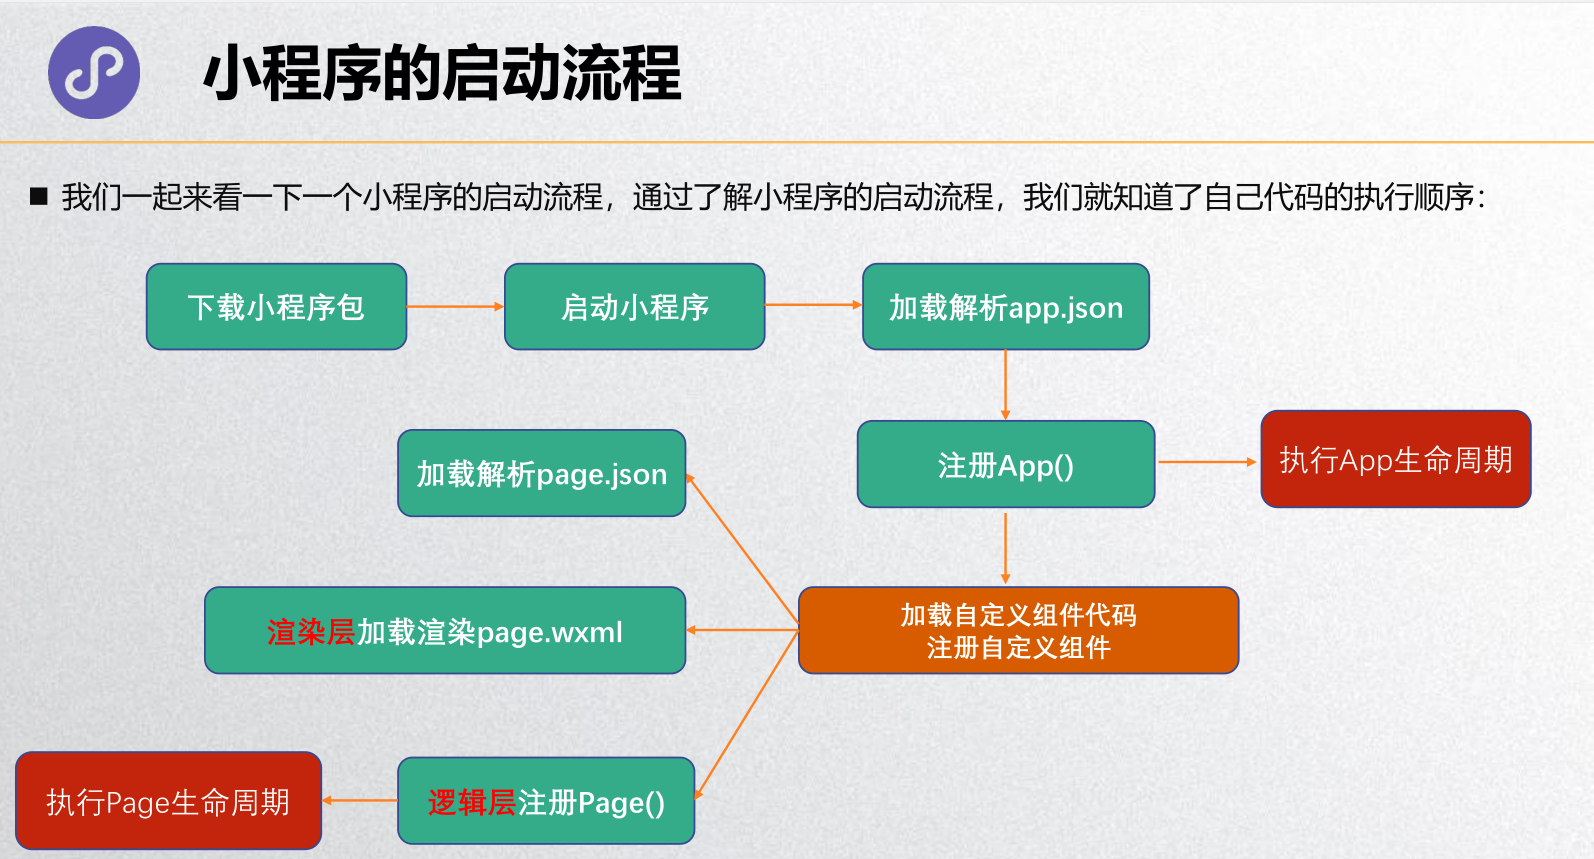 小程序的启动流程
■ 我们一起来看一下一个小程序的启动流程，通过了解小程序的启动流程，我们就知道了自己代码的执行顺序：
下载小程序包
启动小程序
加载解析app.json
注册App()
执行App生命周期
加载解析page.json
加载自定义组件代码
注册自定义组件
渲染层加载渲染page.wxml
逻辑层注册Page()
执行Page生命周期